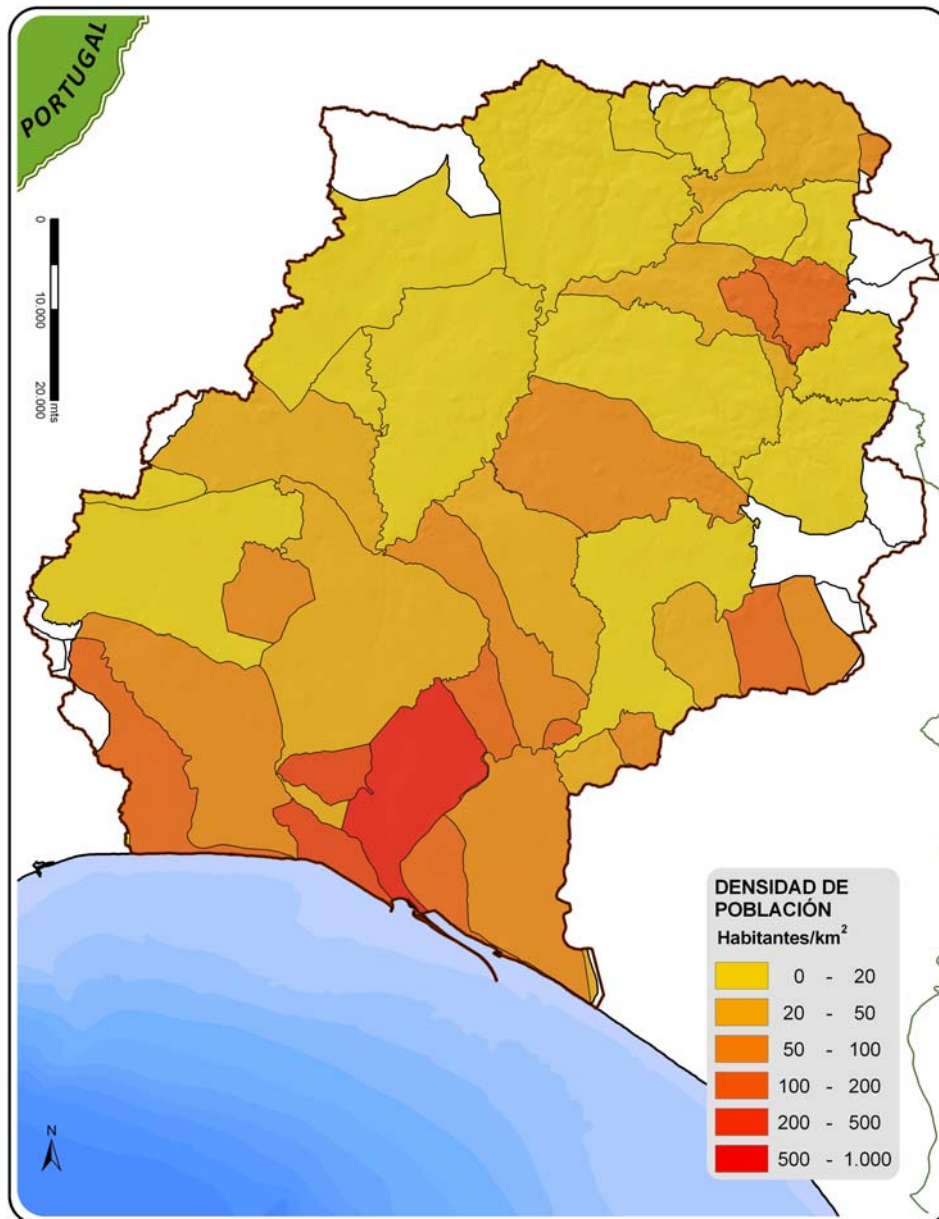 PORTUGAL
0
10.000
20.000 mts
N
DENSIDAD DE
POBLACIÓN
Habitantes/km²
0 - 20
20 - 50
50 - 100
100 - 200
200 - 500
500 - 1.000